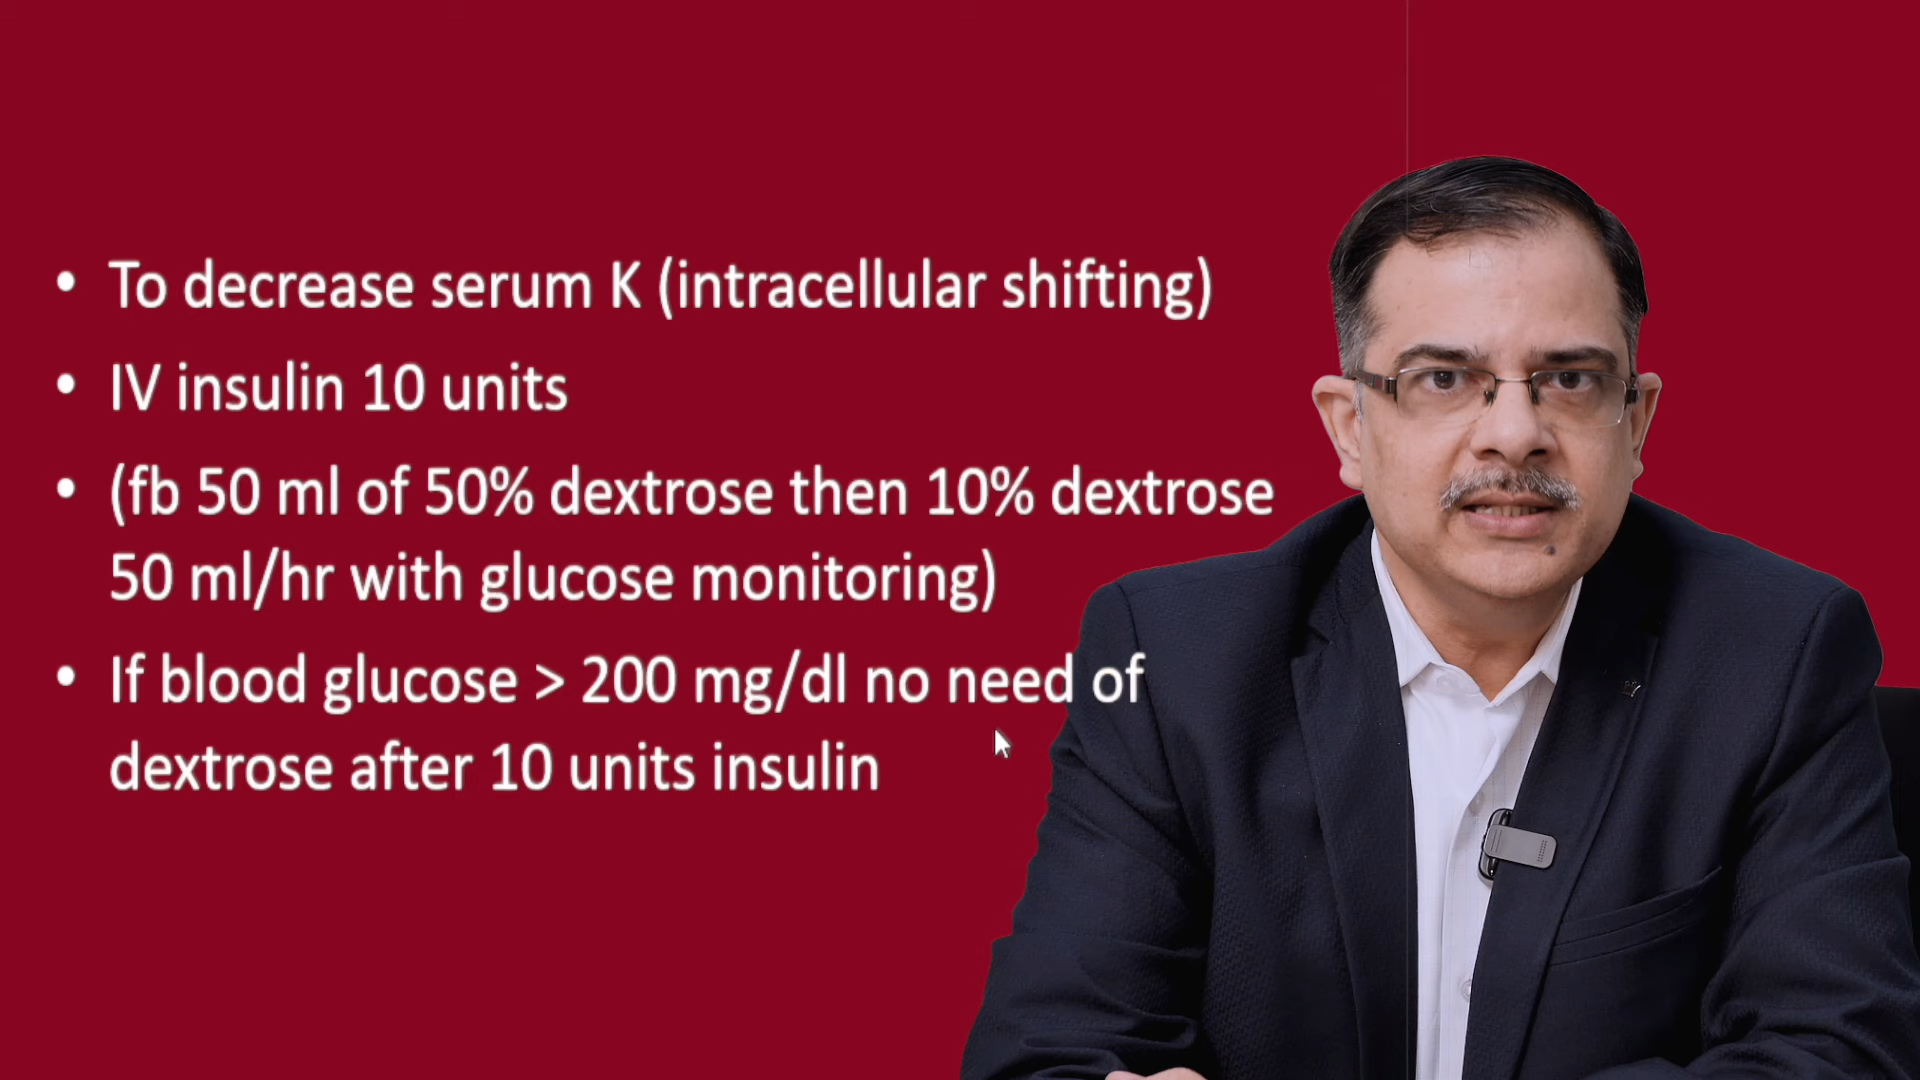 • To decrease serum K (intracellular shifting)
• IV insulin 10 units
• (fb 50 ml of 50% dextrose then 10% dextrose
50 ml/hr with glucose monitoring)
• If blood glucose > 200 mg/dl no need of
dextrose after 10 units insulin